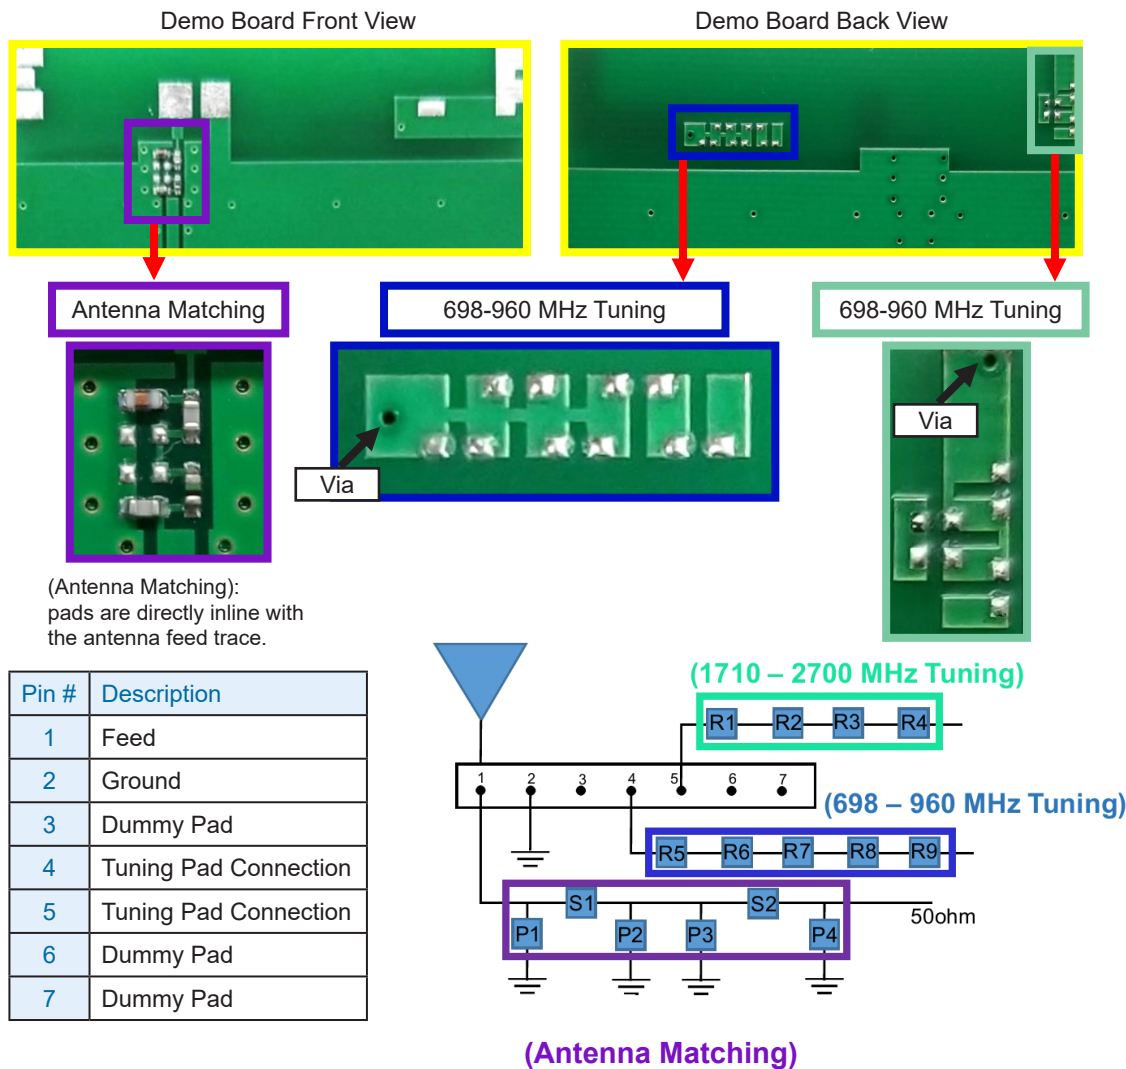 Demo Board Front View
Demo Board Back View
Antenna Matching
698-960 MHz Tuning
698-960 MHz Tuning
Via
Via
(Antenna Matching):
pads are directly inline with
the antenna feed trace.
Pin # Description
1 Feed
2 Ground
3 Dummy Pad
4 Tuning Pad Connection
5 Tuning Pad Connection
6 Dummy Pad
7 Dummy Pad
(1710 – 2700 MHz Tuning)
R1 R2 R3 R4
1 2 3 4 5 6 7
(698 – 960 MHz Tuning)
R5 R6 R7 R8 R9
S1 S2
50ohm
P1 P2 P3 P4
(Antenna Matching)